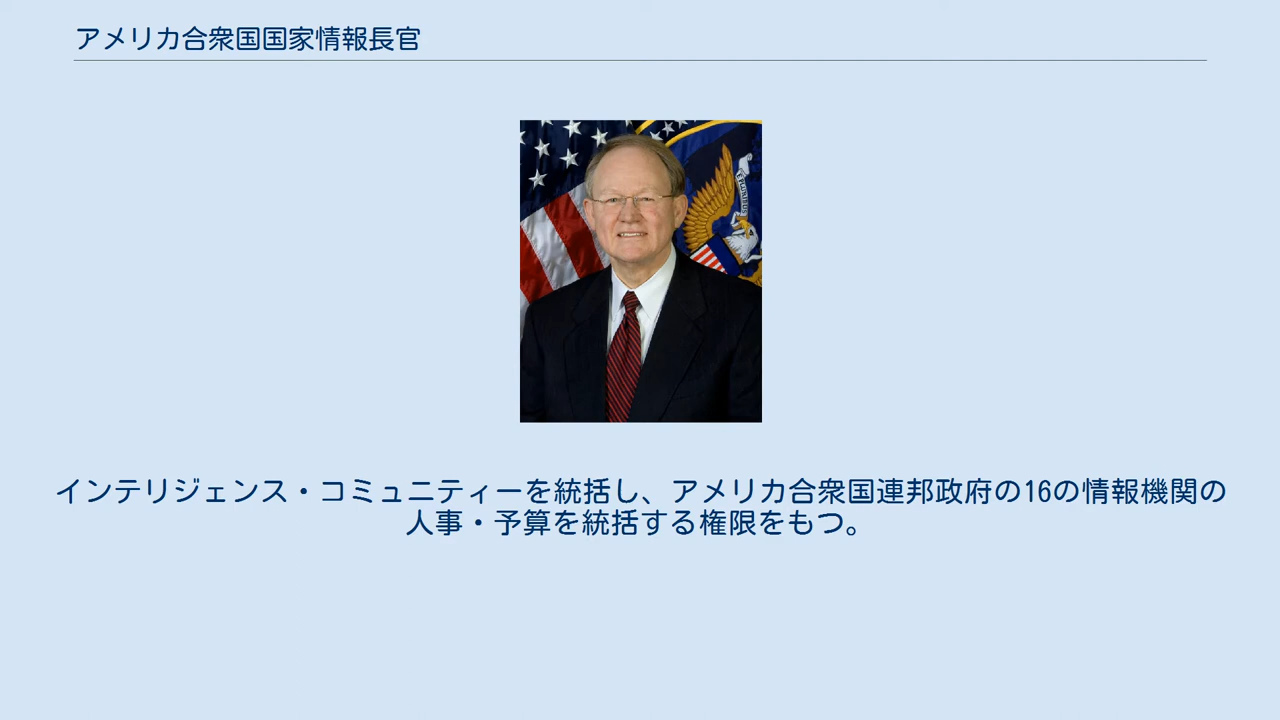 アメリカ合衆国国家情報長官
インテリジェンス・コミュニティーを統括し、アメリカ合衆国連邦政府の16の情報機関の
人事・予算を統括する権限をもつ。